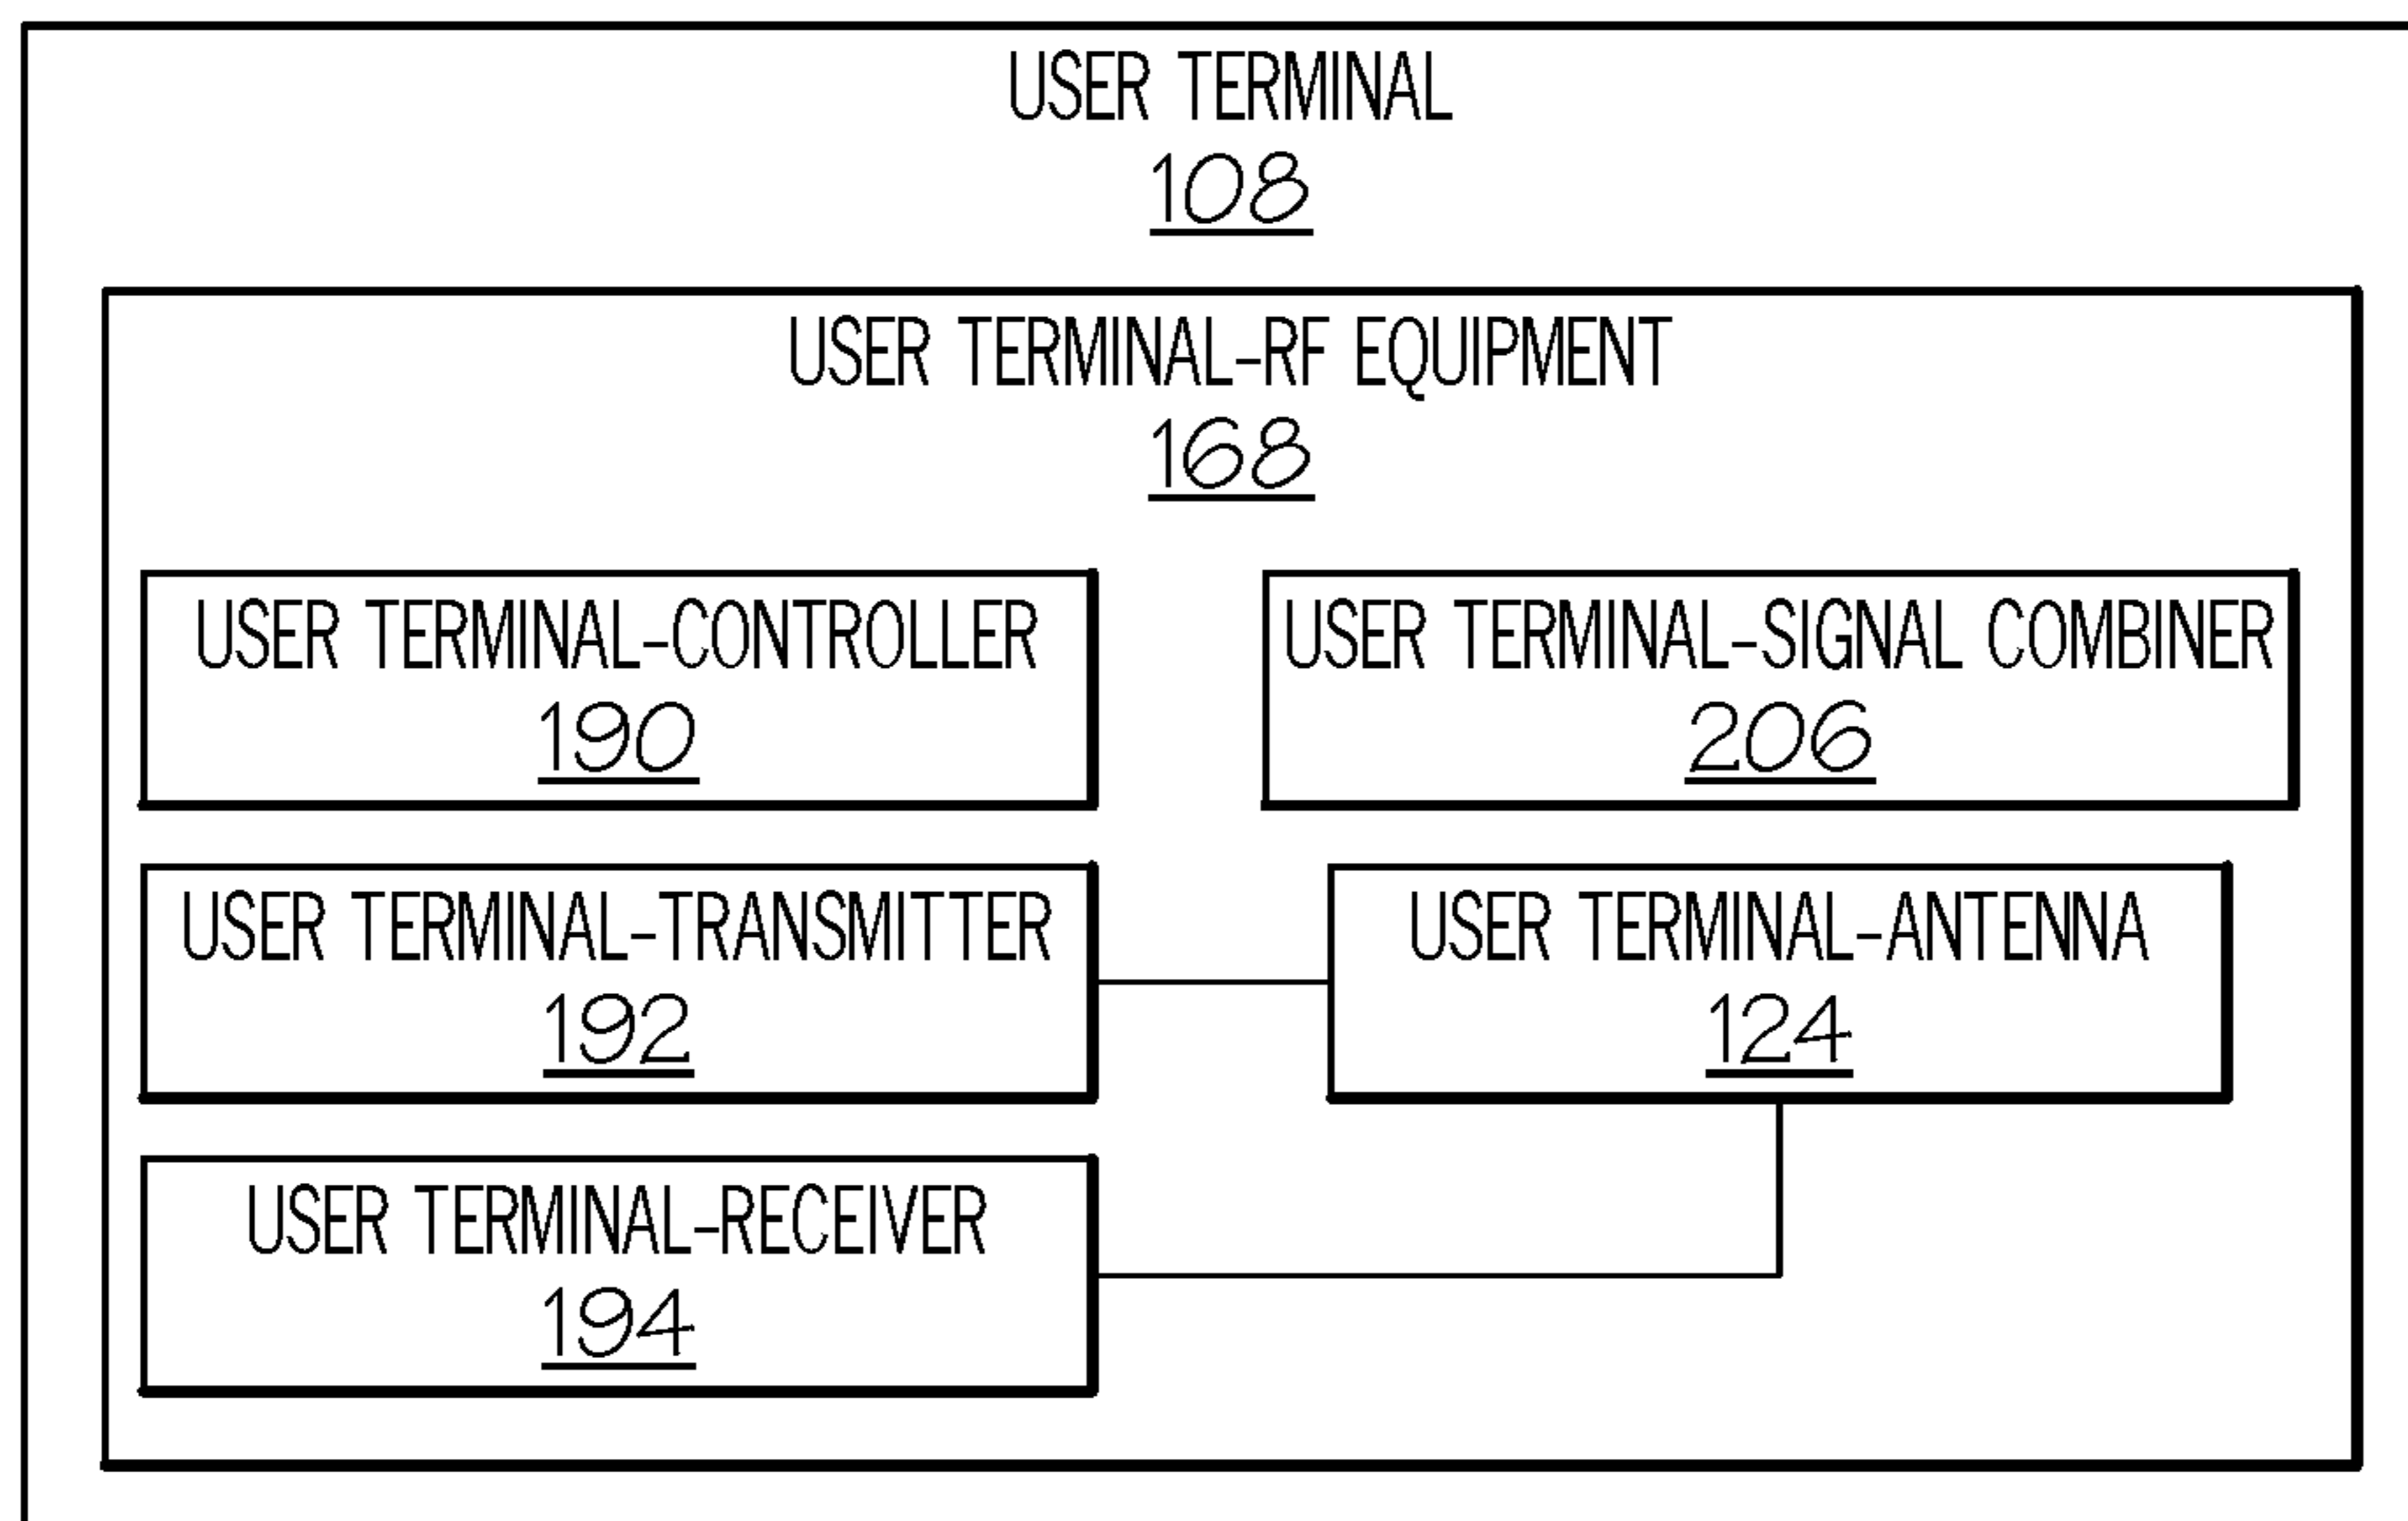 USER TERMINAL
108
USER TERMINAL-RF EQUIPMENT
168
USER TERMINAL-CONTROLLER
190
USER TERMINAL-SIGNAL COMBINER
206
USER TERMINAL-TRANSMITTER
192
USER TERMINAL-ANTENNA
124
USER TERMINAL-RECEIVER
194